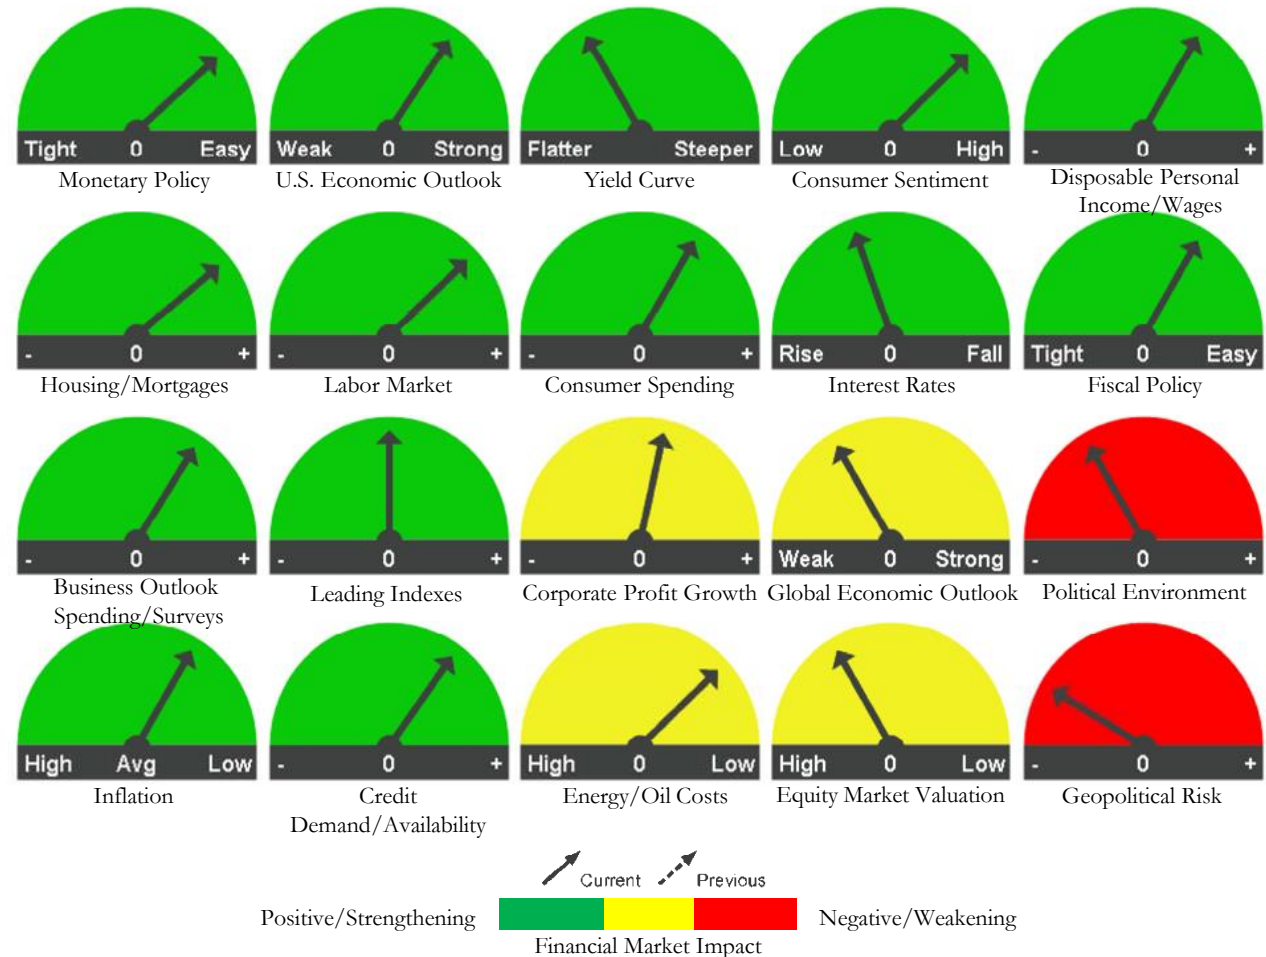 Tight 0 Easy
Monetary Policy
Weak 0 Strong
U.S. Economic Outlook
Flatter Steeper
Yield Curve
Low 0 High
Consumer Sentiment
- 0 +
Disposable Personal
Income/Wages
- 0 +
Housing/Mortgages
- 0 +
Labor Market
- 0 +
Consumer Spending
Rise 0 Fall
Interest Rates
Tight 0 Easy
Fiscal Policy
- 0 +
Business Outlook
Spending/Surveys
- 0 +
Leading Indexes
- 0 +
Corporate Profit Growth
Weak 0 Strong
Global Economic Outlook
- 0 +
Political Environment
High Avg Low
Inflation
- 0 +
Credit
Demand/Availability
High 0 Low
Energy/Oil Costs
High 0 Low
Equity Market Valuation
- 0 +
Geopolitical Risk
Current Previous
Positive/Strengthening Negative/Weakening
Financial Market Impact